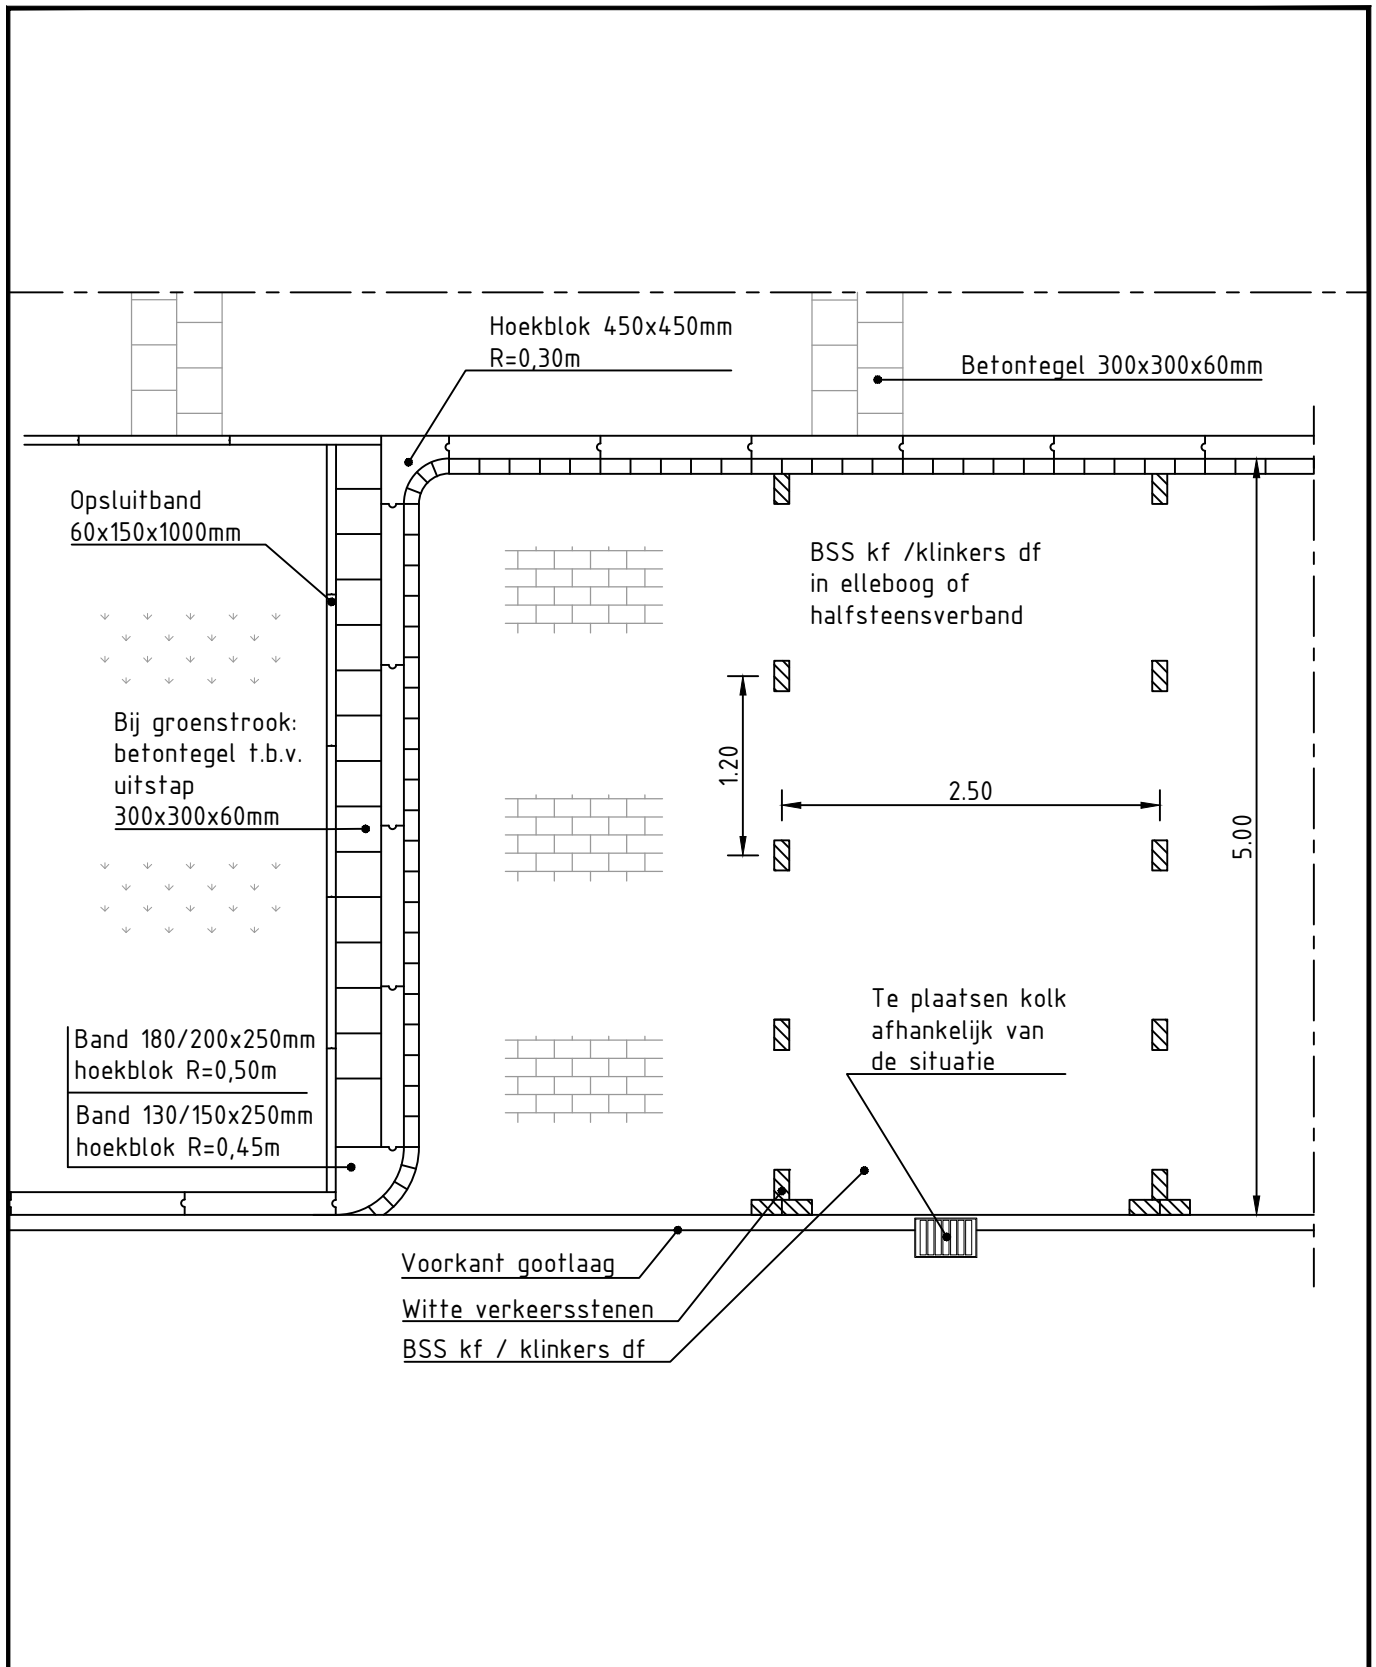 Hoekblok 450x450mm
R=0,30m
Betontegel 300x300x60mm
Opsluitband
60x150x1000mm
BSS kf /klinkers df
in elleboog of
halfsteensverband
Bij groenstrook:
betontegel t.b.v.
uitstap
300x300x60mm
1.20
2.50
5.00
Te plaatsen kolk
afhankelijk van
de situatie
Band 180/200x250mm
hoekblok R=0,50m
Band 130/150x250mm
hoekblok R=0,45m
Voorkant gootlaag
Witte verkeersstenen
BSS kf / klinkers df